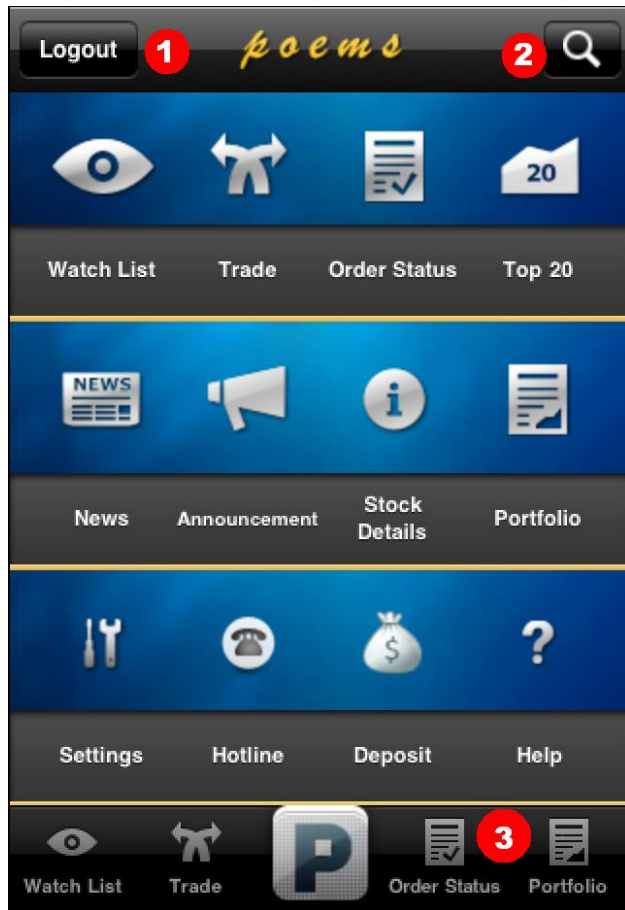 Logout 1 poems 2
20
Watch List Trade Order Status Top 20
NEWS
i
News Announcement Stock Details Portfolio
$
?
Settings Hotline Deposit Help
3
P
Watch List Trade Order Status Portfolio